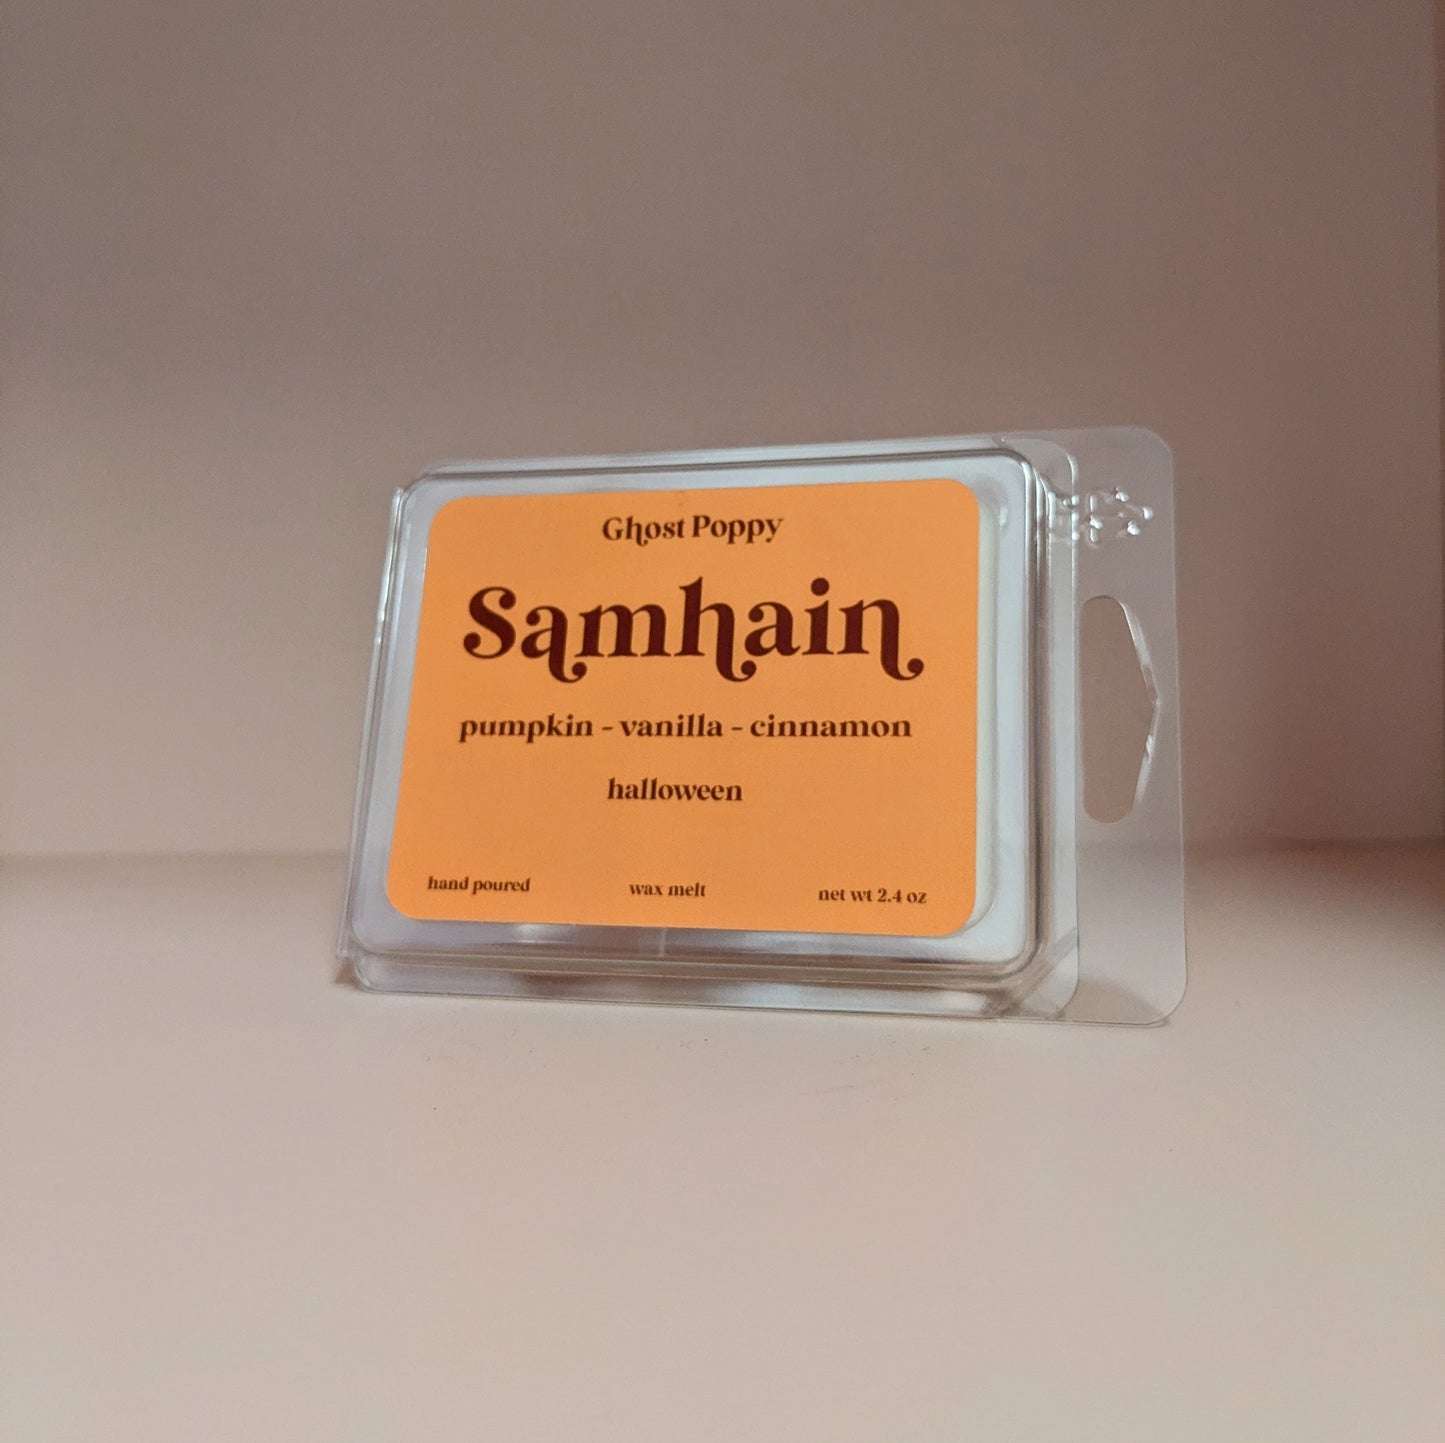 Ghost Poppy
Samhain
pumpkin - vanilla - cinnamon
halloween
hand poured wax melt net wt 2.4 oz